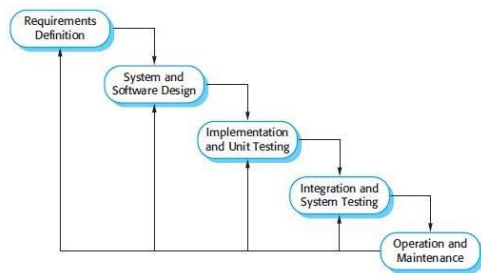 Requirements
Definition
System and
Software Design
Implementation
and Unit Testing
Integration and
System Testing
Operation and
Maintenance